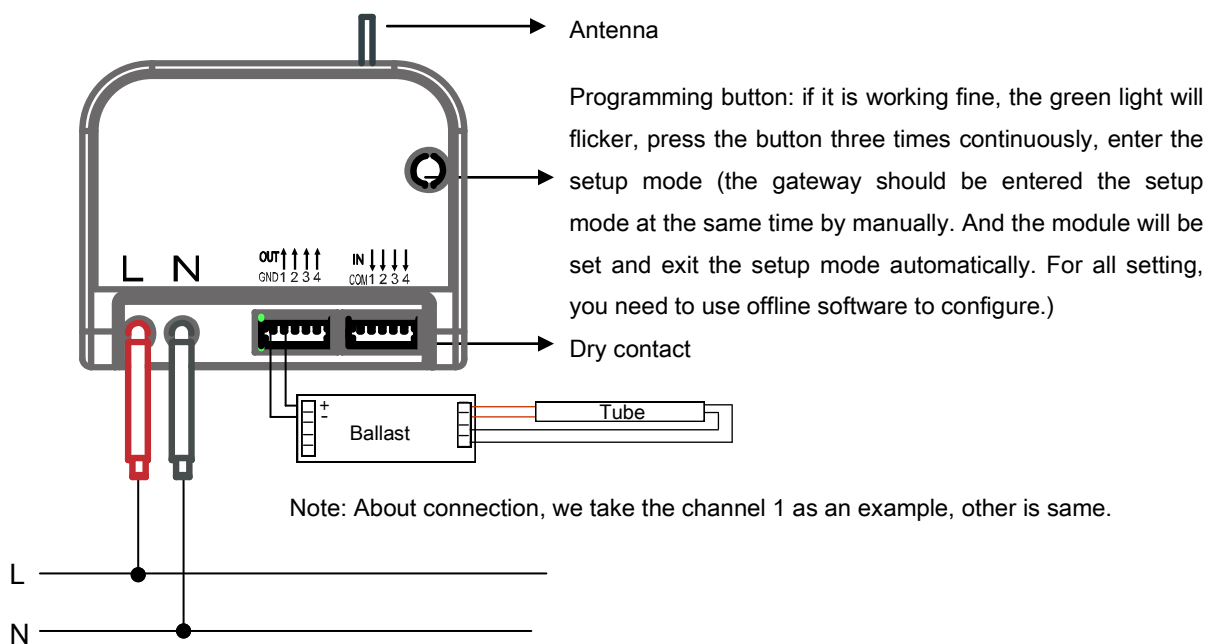 Antenna
Programming button: if it is working fine, the green light will
flicker, press the button three times continuously, enter the
setup mode (the gateway should be entered the setup
mode at the same time by manually. And the module will be
set and exit the setup mode automatically. For all setting,
you need to use offline software to configure.)
L N
OUT
GND 1 2 3 4
IN
COM 1 2 3 4
Dry contact
+
-
Ballast
Tube
Note: About connection, we take the channel 1 as an example, other is same.
L
N